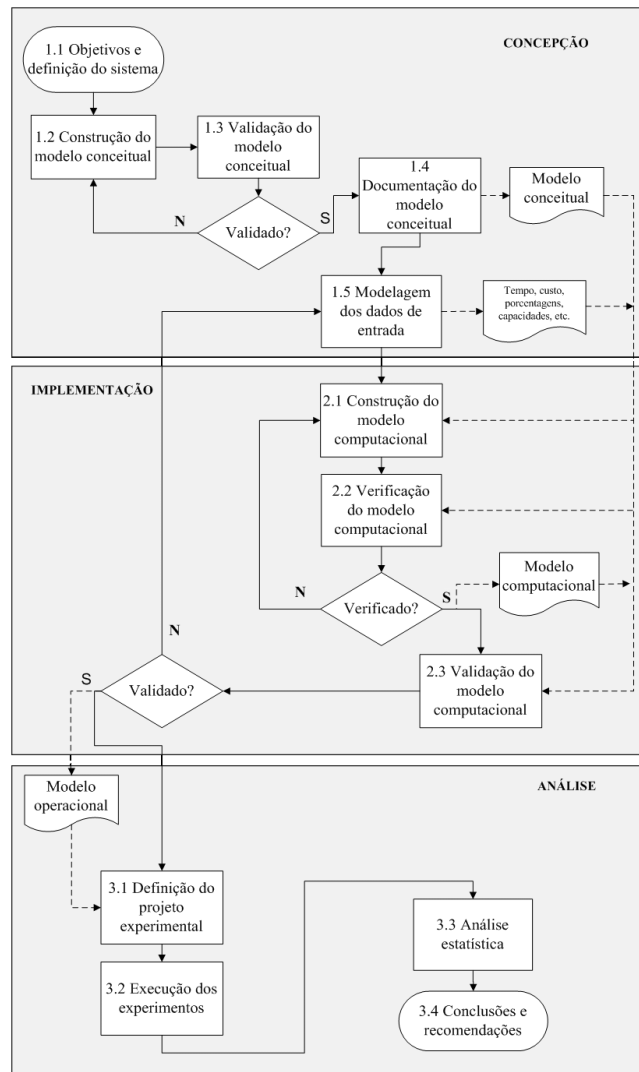 CONCEPÇÃO
1.1 Objetivos e
definição do sistema
1.2 Construção do
modelo conceitual
1.3 Validação do
modelo
conceitual
Validado?
N
S
1.4
Documentação do
modelo
conceitual
Modelo
conceitual
1.5 Modelagem
dos dados de
entrada
Tempo, custo,
porcentagens,
capacidades, etc.
IMPLEMENTAÇÃO
2.1 Construção do
modelo
computacional
2.2 Verificação
do modelo
computacional
Verificado?
N
S
Modelo
computacional
2.3 Validação do
modelo
computacional
Validado?
N
S
ANÁLISE
Modelo
operacional
3.1 Definição do
projeto
experimental
3.2 Execução dos
experimentos
3.3 Análise
estatística
3.4 Conclusões e
recomendações